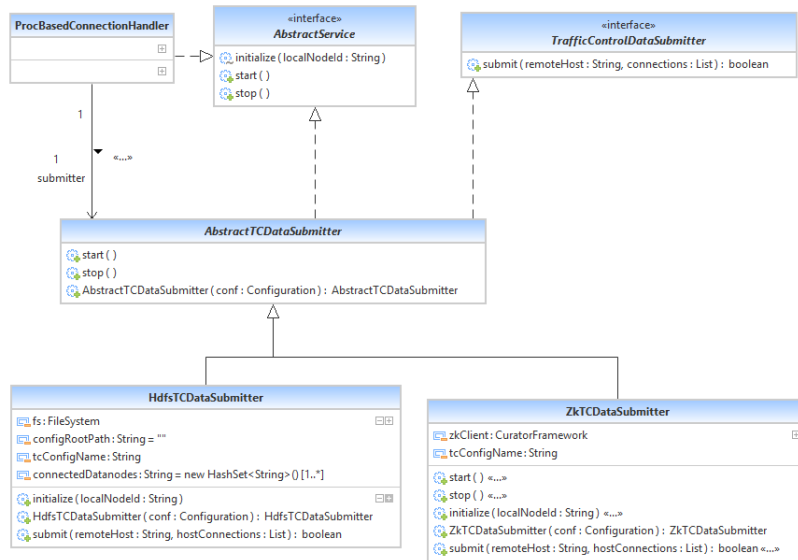 ProcBasedConnectionHandler
«interface»
AbstractService
initialize ( localNodeId : String )
start ( )
stop ( )
«interface»
TrafficControlDataSubmitter
submit ( remoteHost : String, connections : List ) : boolean
1
1
«...»
submitter
AbstractTCDataSubmitter
start ( )
stop ( )
AbstractTCDataSubmitter ( conf : Configuration ) : AbstractTCDataSubmitter
HdfsTCDataSubmitter
fs : FileSystem
configRootPath : String = ""
tcConfigName : String
connectedDatanodes : String = new HashSet<String>() [1..*]
initialize ( localNodeId : String )
HdfsTCDataSubmitter ( conf : Configuration ) : HdfsTCDataSubmitter
submit ( remoteHost : String, hostConnections : List ) : boolean
ZkTCDataSubmitter
zkClient : CuratorFramework
tcConfigName : String
start ( ) «...»
stop ( ) «...»
initialize ( localNodeId : String ) «...»
ZkTCDataSubmitter ( conf : Configuration ) : ZkTCDataSubmitter
submit ( remoteHost : String, hostConnections : List ) : boolean «...»